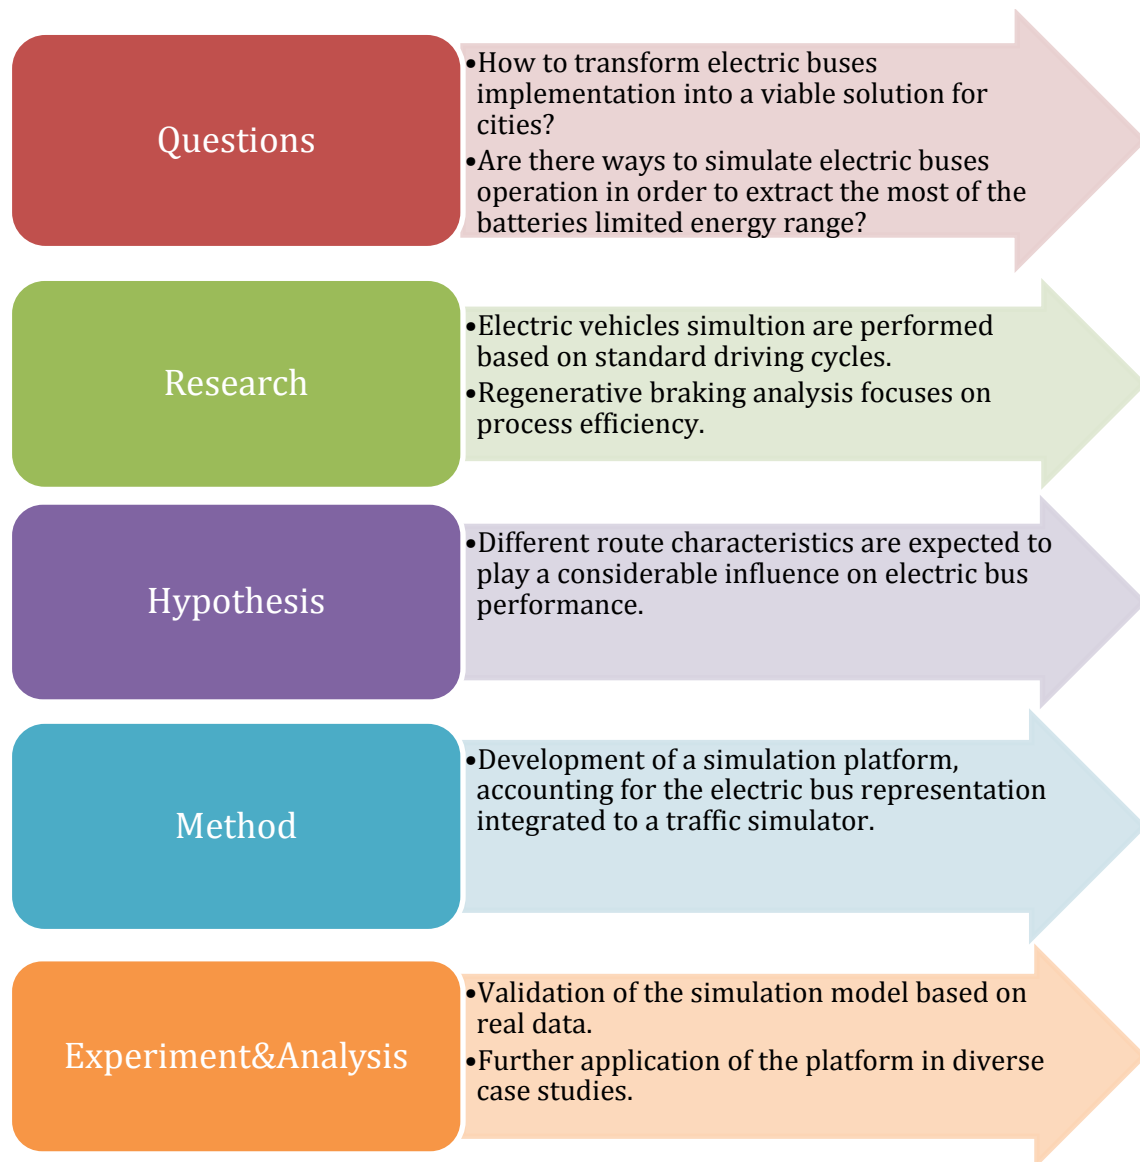 Questions
•How to transform electric buses
implementation into a viable solution for
cities?
•Are there ways to simulate electric buses
operation in order to extract the most of the
batteries limited energy range?
Research
•Electric vehicles simultion are performed
based on standard driving cycles.
•Regenerative braking analysis focuses on
process efficiency.
Hypothesis
•Different route characteristics are expected to
play a considerable influence on electric bus
performance.
Method
•Development of a simulation platform,
accounting for the electric bus representation
integrated to a traffic simulator.
Experiment&Analysis
•Validation of the simulation model based on
real data.
•Further application of the platform in diverse
case studies.